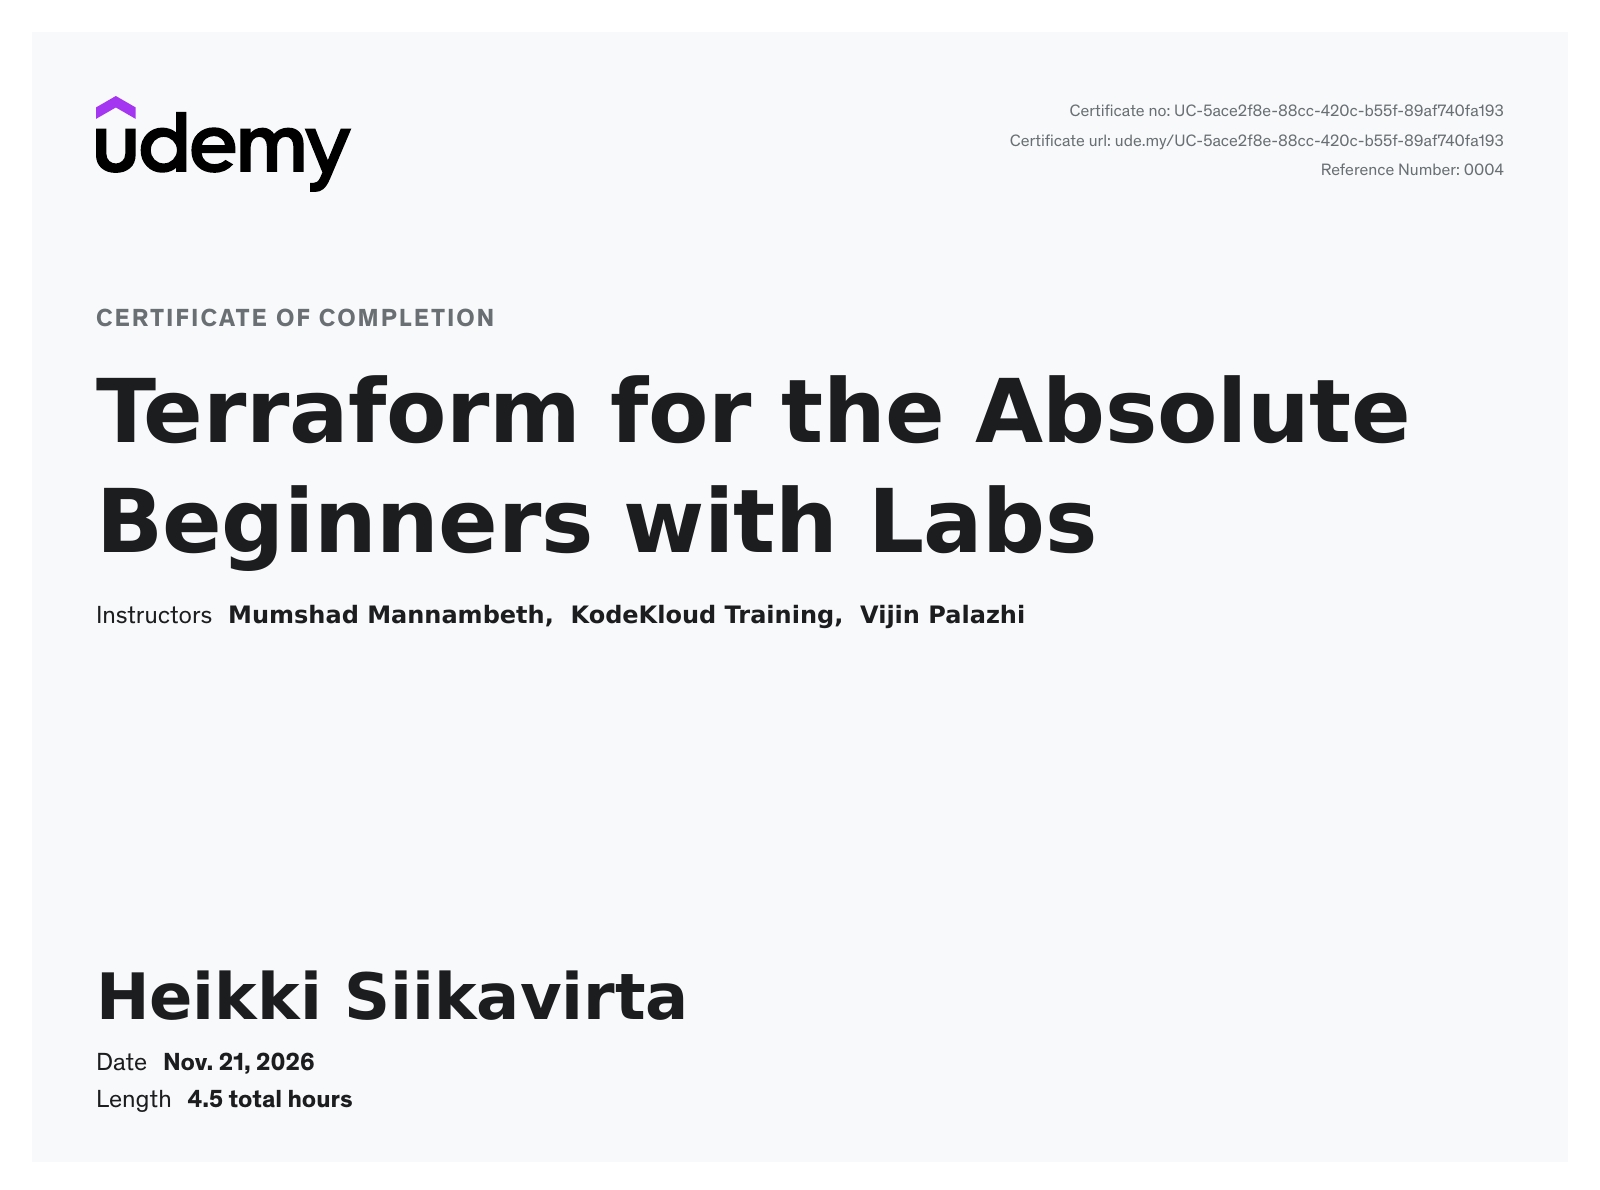 udemy
Certificate no: UC-5ace2f8e-88cc-420c-b55f-89af740fa193
Certificate url: ude.my/UC-5ace2f8e-88cc-420c-b55f-89af740fa193
Reference Number: 0004
CERTIFICATE OF COMPLETION
Terraform for the Absolute
Beginners with Labs
Instructors Mumshad Mannambeth, KodeKloud Training, Vijin Palazhi
Heikki Siikavirta
Date Nov. 21, 2026
Length 4.5 total hours